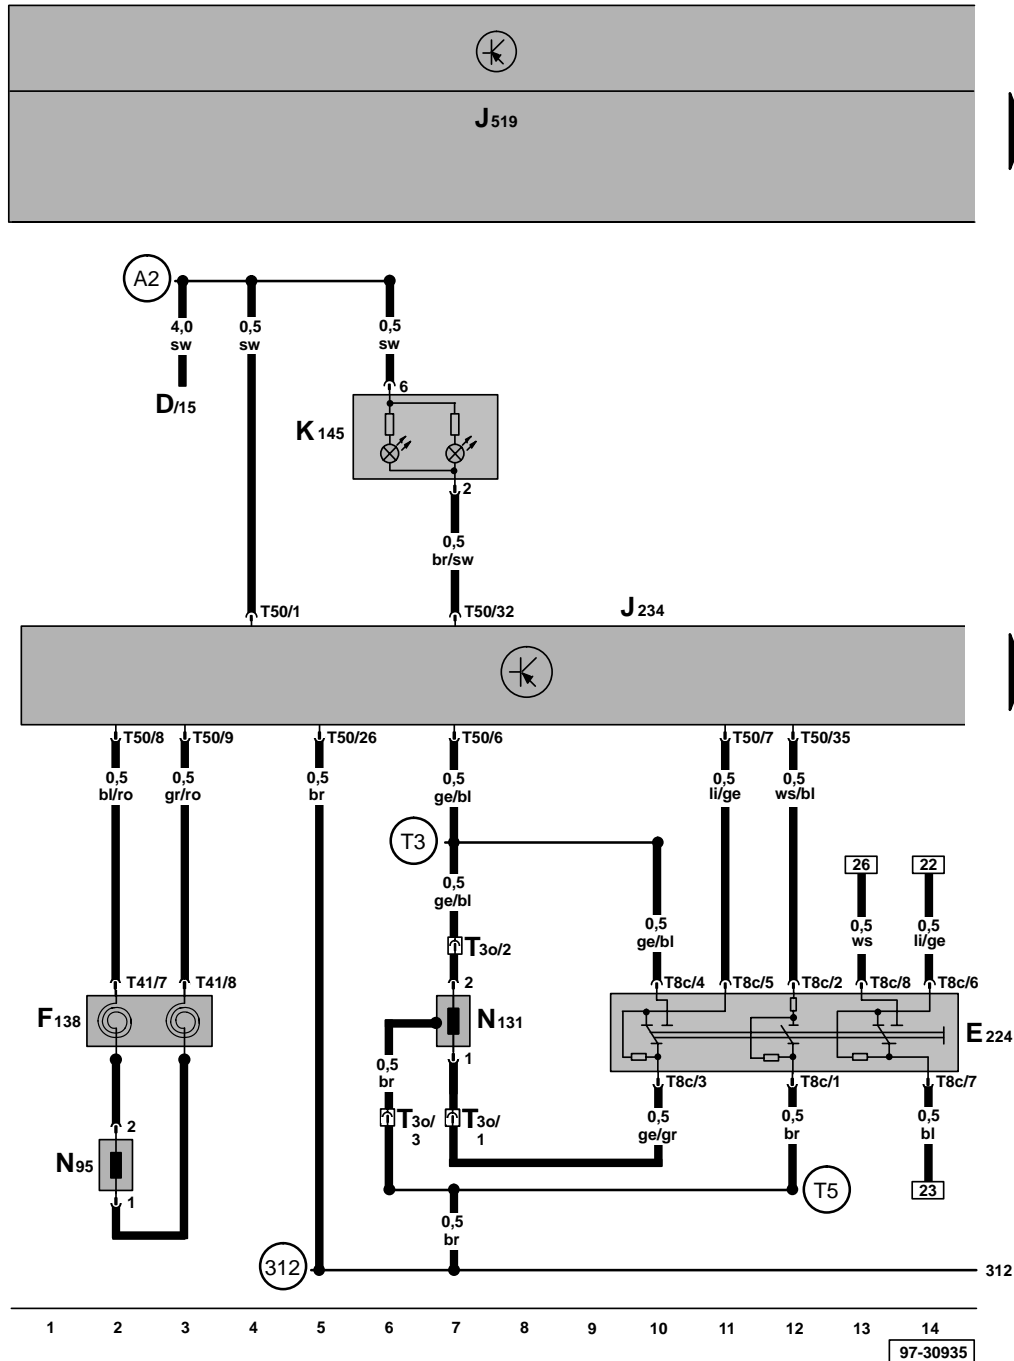 J519
A2
4,0
sw
0,5
sw
0,5
sw
D/15
6
K145
2
0,5
br/sw
T50/1
T50/32
J234
T50/8
T50/9
T50/26
T50/6
T50/7
T50/35
0,5
bl/ro
0,5
gr/ro
0,5
br
0,5
ge/bl
0,5
li/ge
0,5
ws/bl
T3
26
22
0,5
ge/bl
0,5
ge/bl
0,5
ws
0,5
li/ge
T3o/2
T41/7
T41/8
2
T8c/4
T8c/5
T8c/2
T8c/8
T8c/6
F138
N131
E224
1
0,5
br
T8c/3
T8c/1
T8c/7
T3o/
3
T3o/
1
0,5
ge/gr
0,5
br
0,5
bl
2
N95
1
T5
23
0,5
br
312
312
1 2 3 4 5 6 7 8 9 10 11 12 13 14
97-30935